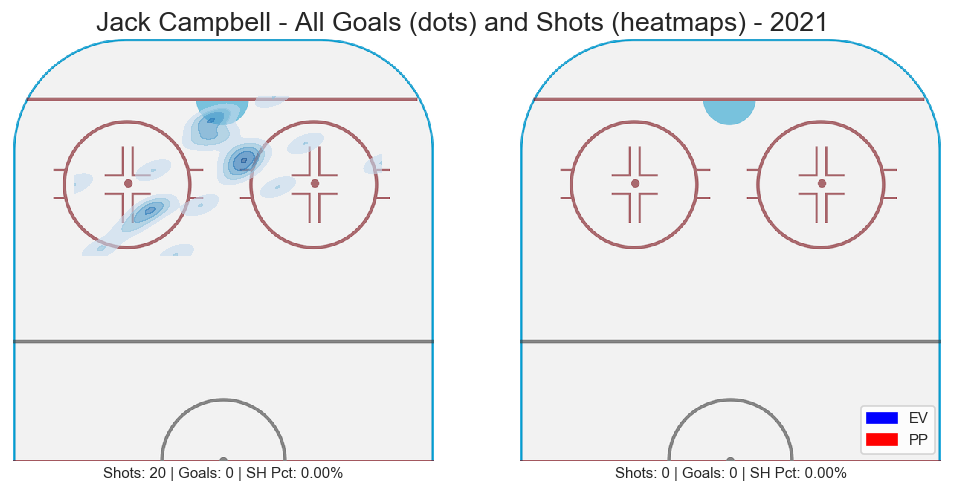 Jack Campbell - All Goals (dots) and Shots (heatmaps) - 2021
EV
PP
Shots: 20 | Goals: 0 | SH Pct: 0.00%
Shots: 0 | Goals: 0 | SH Pct: 0.00%